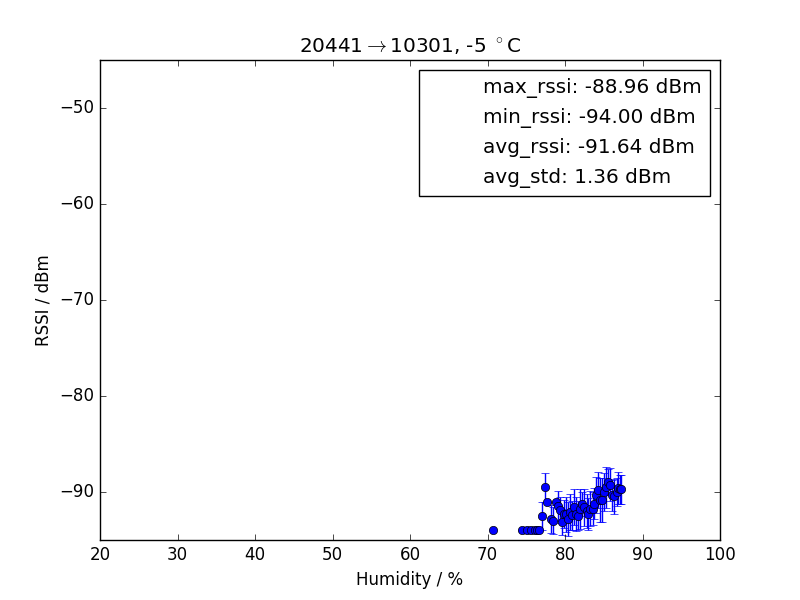 20441→10301, -5 °C
max_rssi: -88.96 dBm
min_rssi: -94.00 dBm
avg_rssi: -91.64 dBm
avg_std: 1.36 dBm
−50
−60
−70
−80
−90
RSSI / dBm
20 30 40 50 60 70 80 90 100
Humidity / %